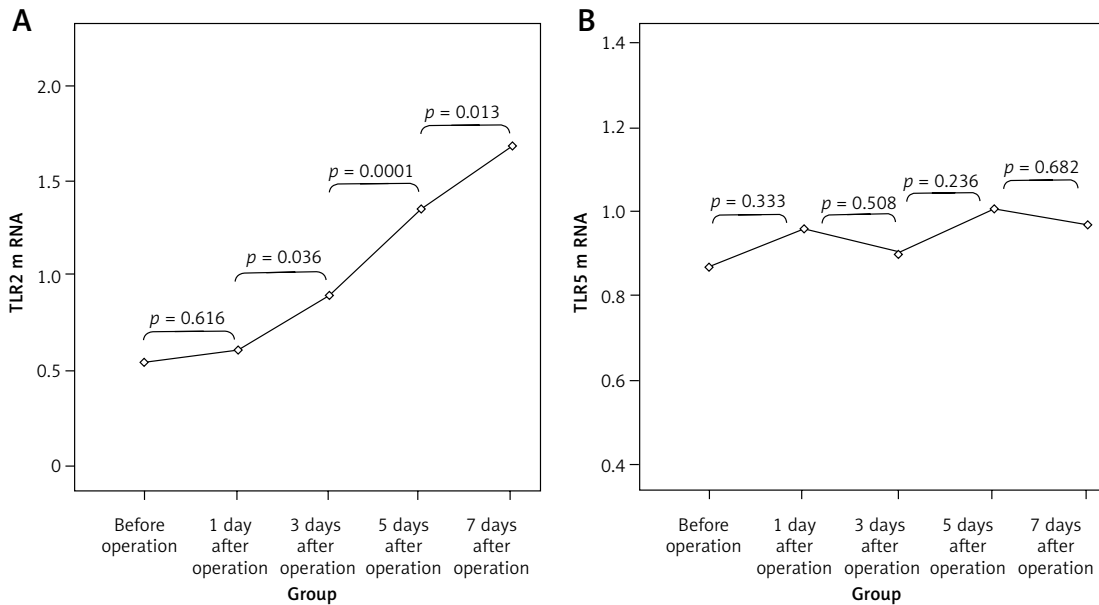 A
TLR2 m RNA
2.0
1.5
1.0
0.5
0
p = 0.616
p = 0.036
p = 0.0001
p = 0.013
Before
operation
1 day
after
operation
3 days
after
operation
5 days
after
operation
7 days
after
operation
Group
B
TLR5 m RNA
1.4
1.2
1.0
0.8
0.6
0.4
p = 0.333
p = 0.508
p = 0.236
p = 0.682
Before
operation
1 day
after
operation
3 days
after
operation
5 days
after
operation
7 days
after
operation
Group